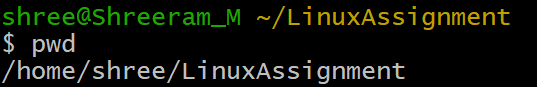 shree@Shreeram_M ~/LinuxAssignment
$ pwd
/home/shree/LinuxAssignment